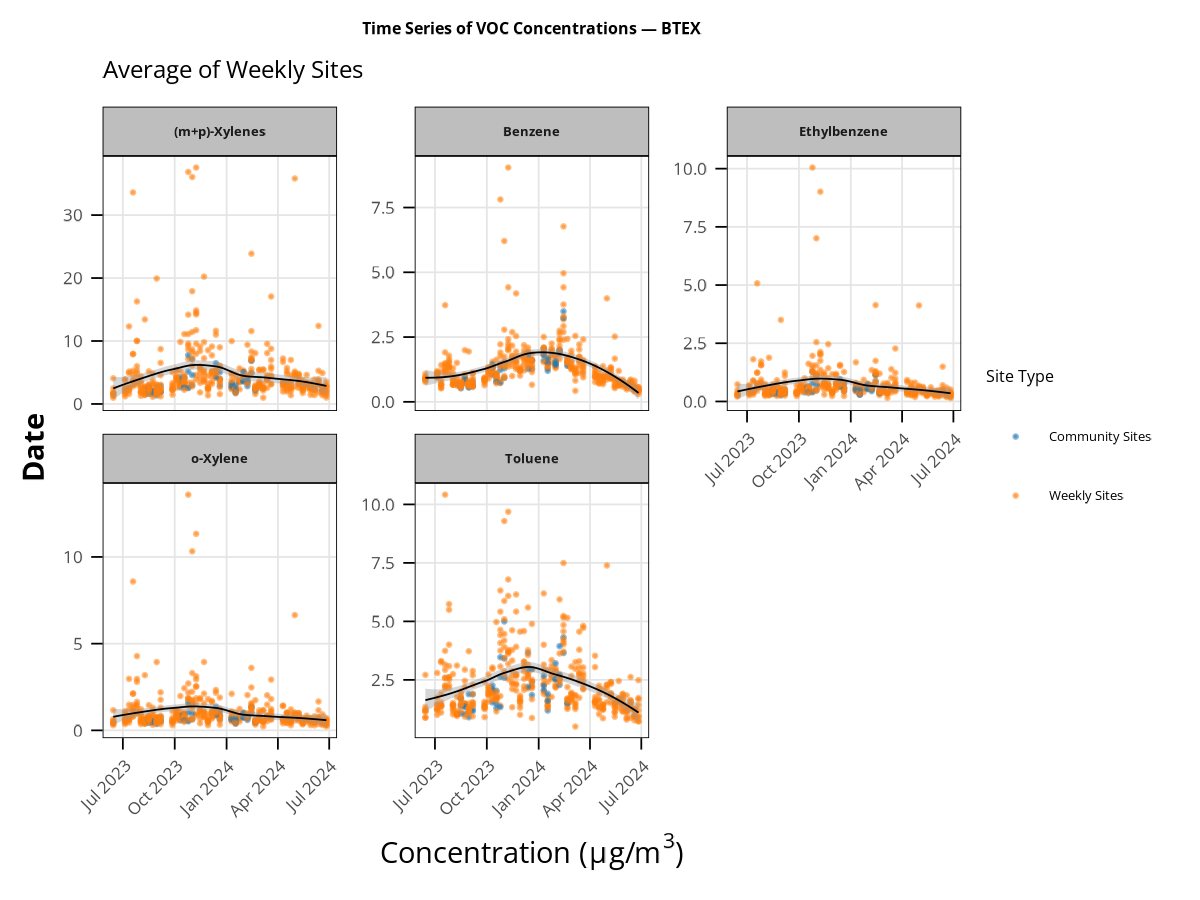 Time Series of VOC Concentrations — BTEX
Average of Weekly Sites
(m+p)-Xylenes
Benzene
Ethylbenzene
30
20
10
0
7.5
5.0
2.5
0.0
10.0
7.5
5.0
2.5
0.0
Jul 2023
Oct 2023
Jan 2024
Apr 2024
Jul 2024
Site Type
Community Sites
Weekly Sites
Date
o-Xylene
Toluene
10
5
0
10.0
7.5
5.0
2.5
Jul 2023
Oct 2023
Jan 2024
Apr 2024
Jul 2024
Jul 2023
Oct 2023
Jan 2024
Apr 2024
Jul 2024
Concentration (µg/m³)